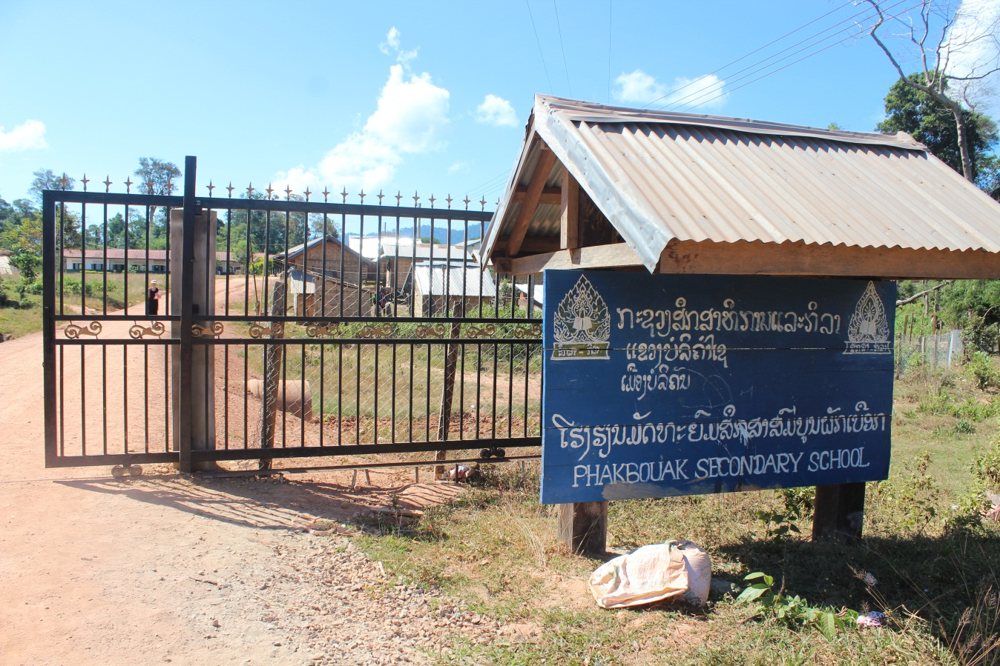 ກະຊວງສຶກສາທິການແລະກິລາ
ແຂວງບໍລິຄຳໄຊ
ເມືອງບໍລິຄັນ
ໂຮງຮຽນມັດທະຍົມສຶກສາສົມບູນຜັກເບືອກ
PHAKBOUAK SECONDARY SCHOOL